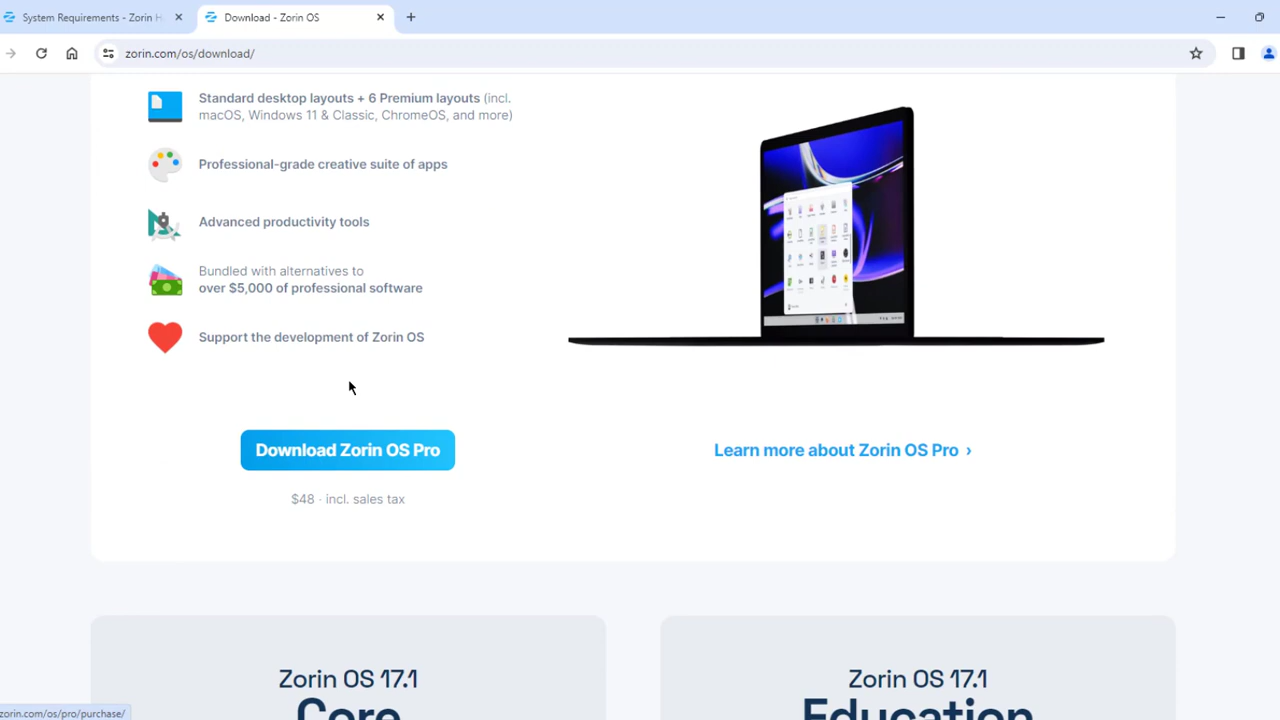 System Requirements - Zorin H
Download - Zorin OS
zorin.com/os/download/
Standard desktop layouts + 6 Premium layouts (incl.
macOS, Windows 11 & Classic, ChromeOS, and more)
Professional-grade creative suite of apps
Advanced productivity tools
Bundled with alternatives to
over $5,000 of professional software
Support the development of Zorin OS
Download Zorin OS Pro
Learn more about Zorin OS Pro ›
$48 · incl. sales tax
Zorin OS 17.1
Core
Zorin OS 17.1
Education
zorin.com/os/pro/purchase/